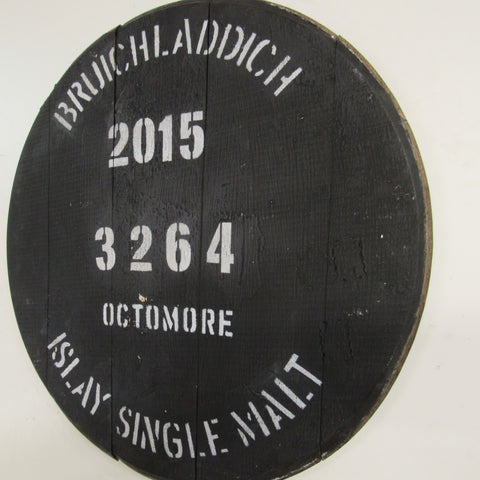 BRUICHLADDICH
2015
3264
OCTOMORE
ISLAY SINGLE MALT